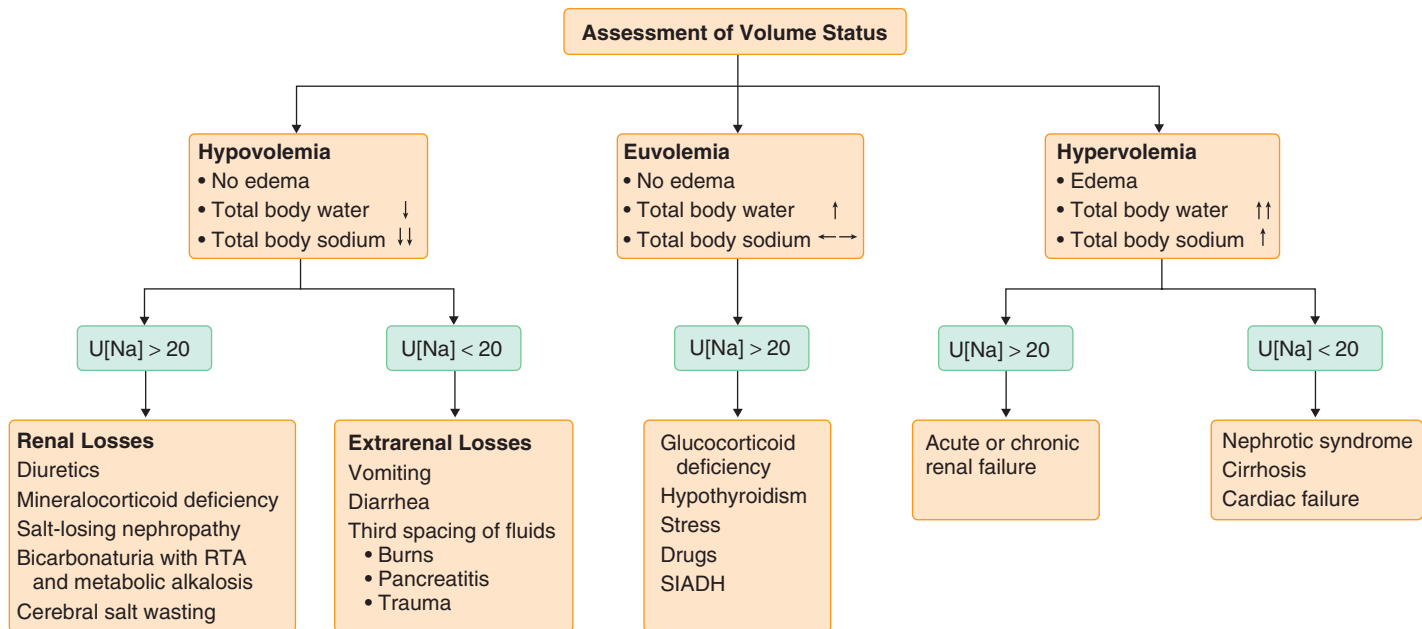 Assessment of Volume Status
Hypovolemia
• No edema
• Total body water ↓
• Total body sodium ↓↓
Euvolemia
• No edema
• Total body water ↑
• Total body sodium ←→
Hypervolemia
• Edema
• Total body water ↑↑
• Total body sodium ↑
U[Na] > 20
U[Na] < 20
U[Na] > 20
U[Na] > 20
U[Na] < 20
Renal Losses
Diuretics
Mineralocorticoid deficiency
Salt-losing nephropathy
Bicarbonaturia with RTA
and metabolic alkalosis
Cerebral salt wasting
Extrarenal Losses
Vomiting
Diarrhea
Third spacing of fluids
• Burns
• Pancreatitis
• Trauma
Glucocorticoid
deficiency
Hypothyroidism
Stress
Drugs
SIADH
Acute or chronic
renal failure
Nephrotic syndrome
Cirrhosis
Cardiac failure